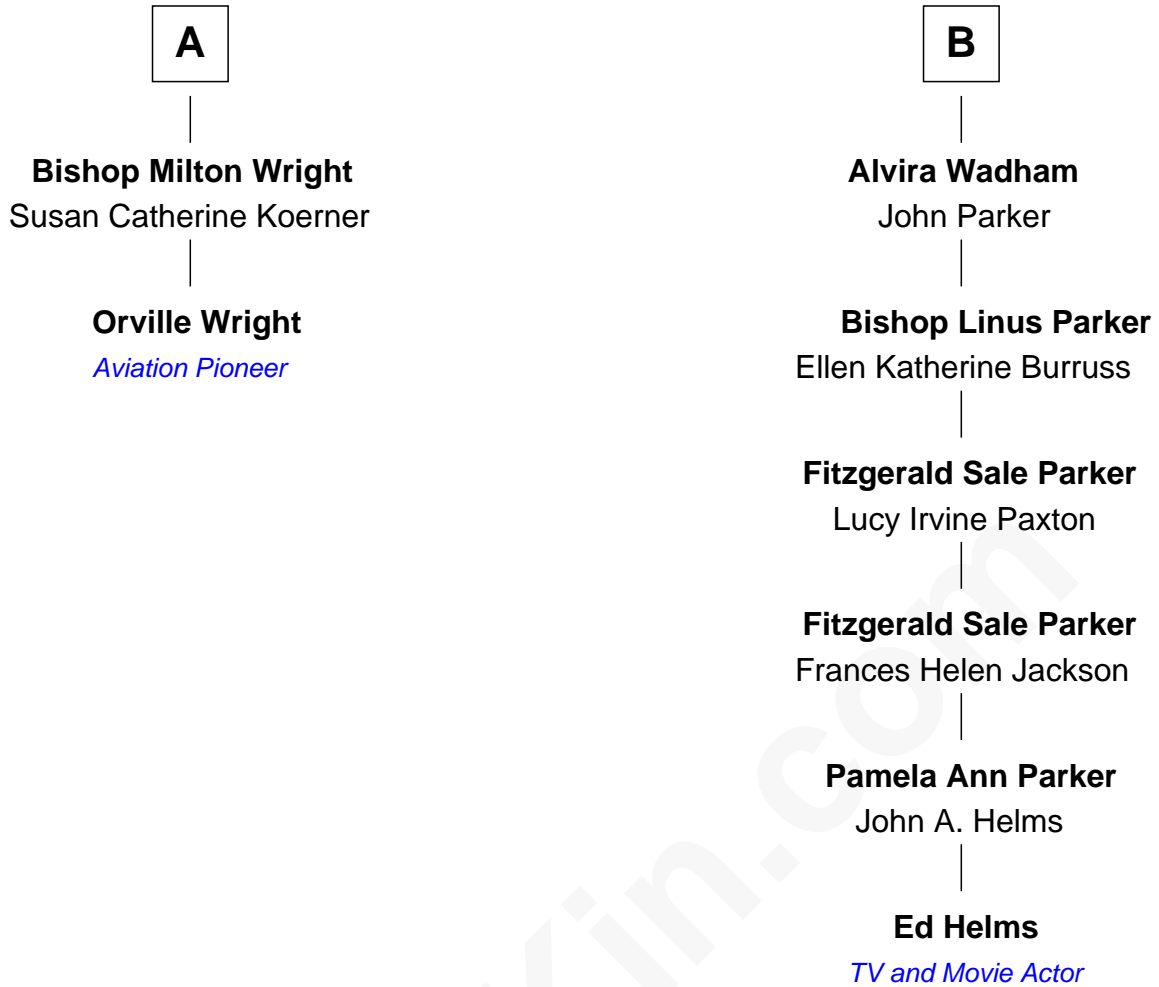 A
Bishop Milton Wright
Susan Catherine Koerner
Orville Wright
Aviation Pioneer
B
Alvira Wadham
John Parker
Bishop Linus Parker
Ellen Katherine Burruss
Fitzgerald Sale Parker
Lucy Irvine Paxton
Fitzgerald Sale Parker
Frances Helen Jackson
Pamela Ann Parker
John A. Helms
Ed Helms
TV and Movie Actor
Kin.com